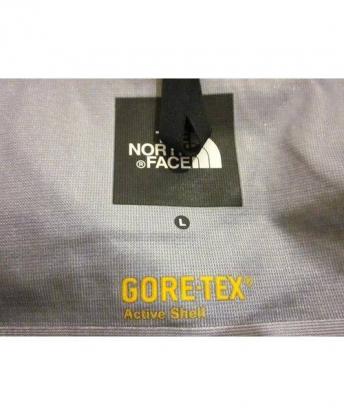 THE
NORTH
®FACE
L
GORE-TEX®
Active Shell